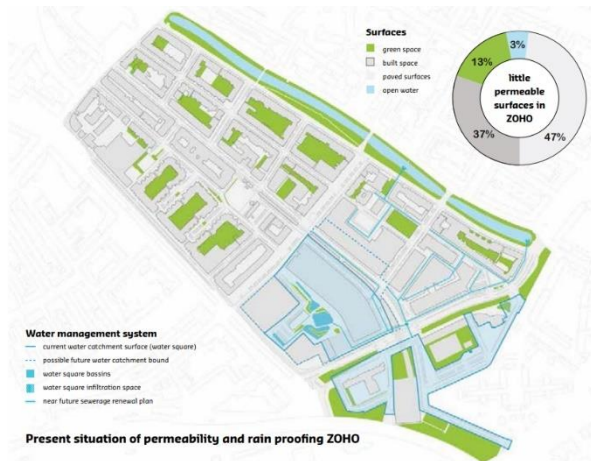 Surfaces
green space
built space
paved surfaces
open water
3%
13%
little
permeable
surfaces in
ZOHO
37%
47%
Water management system
current water catchment surface (water square)
possible future water catchment bound
water square bassins
water square infiltration space
near future sewerage renewal plan
Present situation of permeability and rain proofing ZOHO